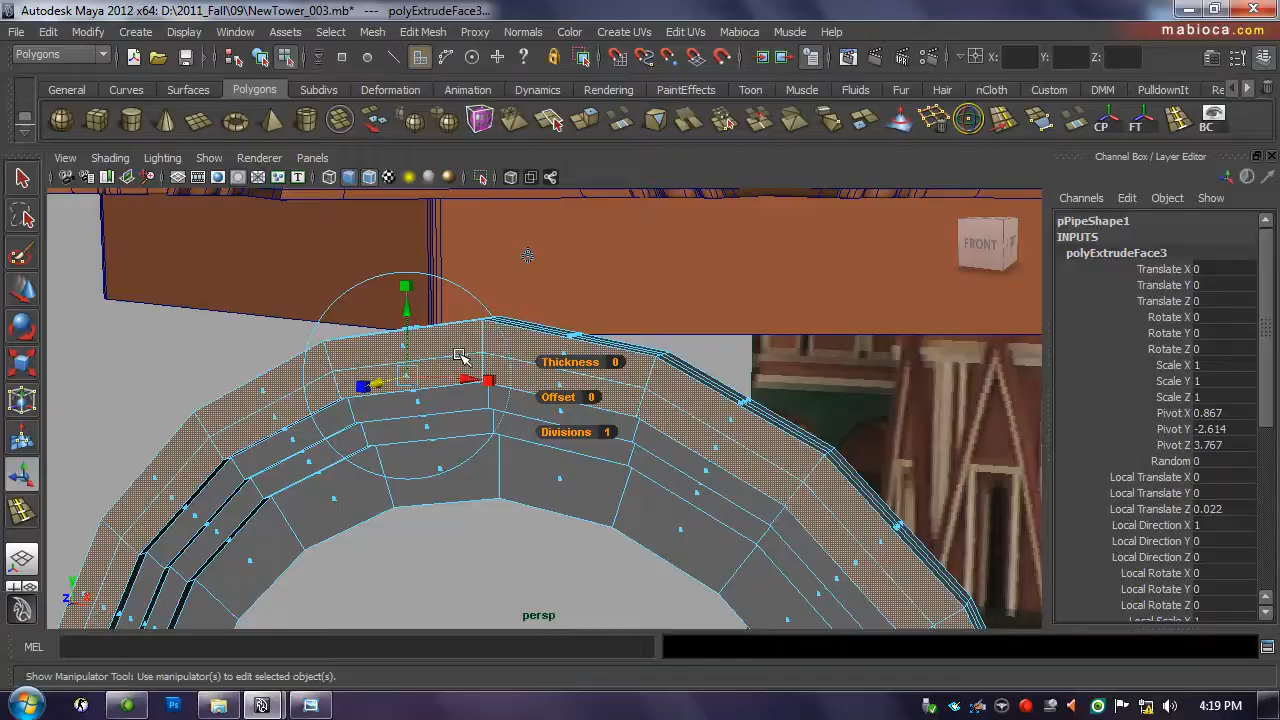 Autodesk Maya 2012 x64: D:\2011_Fall\09\NewTower_003.mb* --- polyExtrudeFace3...
File Edit Modify Create Display Window Assets Select Mesh Edit Mesh Proxy Normals Color Create UVs Edit UVs Mabioca Muscle Help
mabioca.com
Polygons
X: Y: Z:
General Curves Surfaces Polygons Subdivs Deformation Animation Dynamics Rendering PaintEffects Toon Muscle Fluids Fur Hair nCloth Custom DMM PulldownIt Re
CP FT BC
View Shading Lighting Show Renderer Panels
Channel Box / Layer Editor
Channels Edit Object Show
pPipeShape1
INPUTS
polyExtrudeFace3
Translate X 0
Translate Y 0
Translate Z 0
Rotate X 0
Rotate Y 0
Rotate Z 0
Scale X 1
Scale Y 1
Scale Z 1
Pivot X 0.867
Pivot Y -2.614
Pivot Z 3.767
Random 0
Local Translate X 0
Local Translate Y 0
Local Translate Z 0.022
Local Direction X 1
Local Direction Y 0
Local Direction Z 0
Local Rotate X 0
Local Rotate Y 0
Local Rotate Z 0
Local Scale X 1
FRONT
Thickness 0
Offset 0
Divisions 1
y
z x
persp
MEL
Show Manipulator Tool: Use manipulator(s) to edit selected object(s).
Ps
4:19 PM